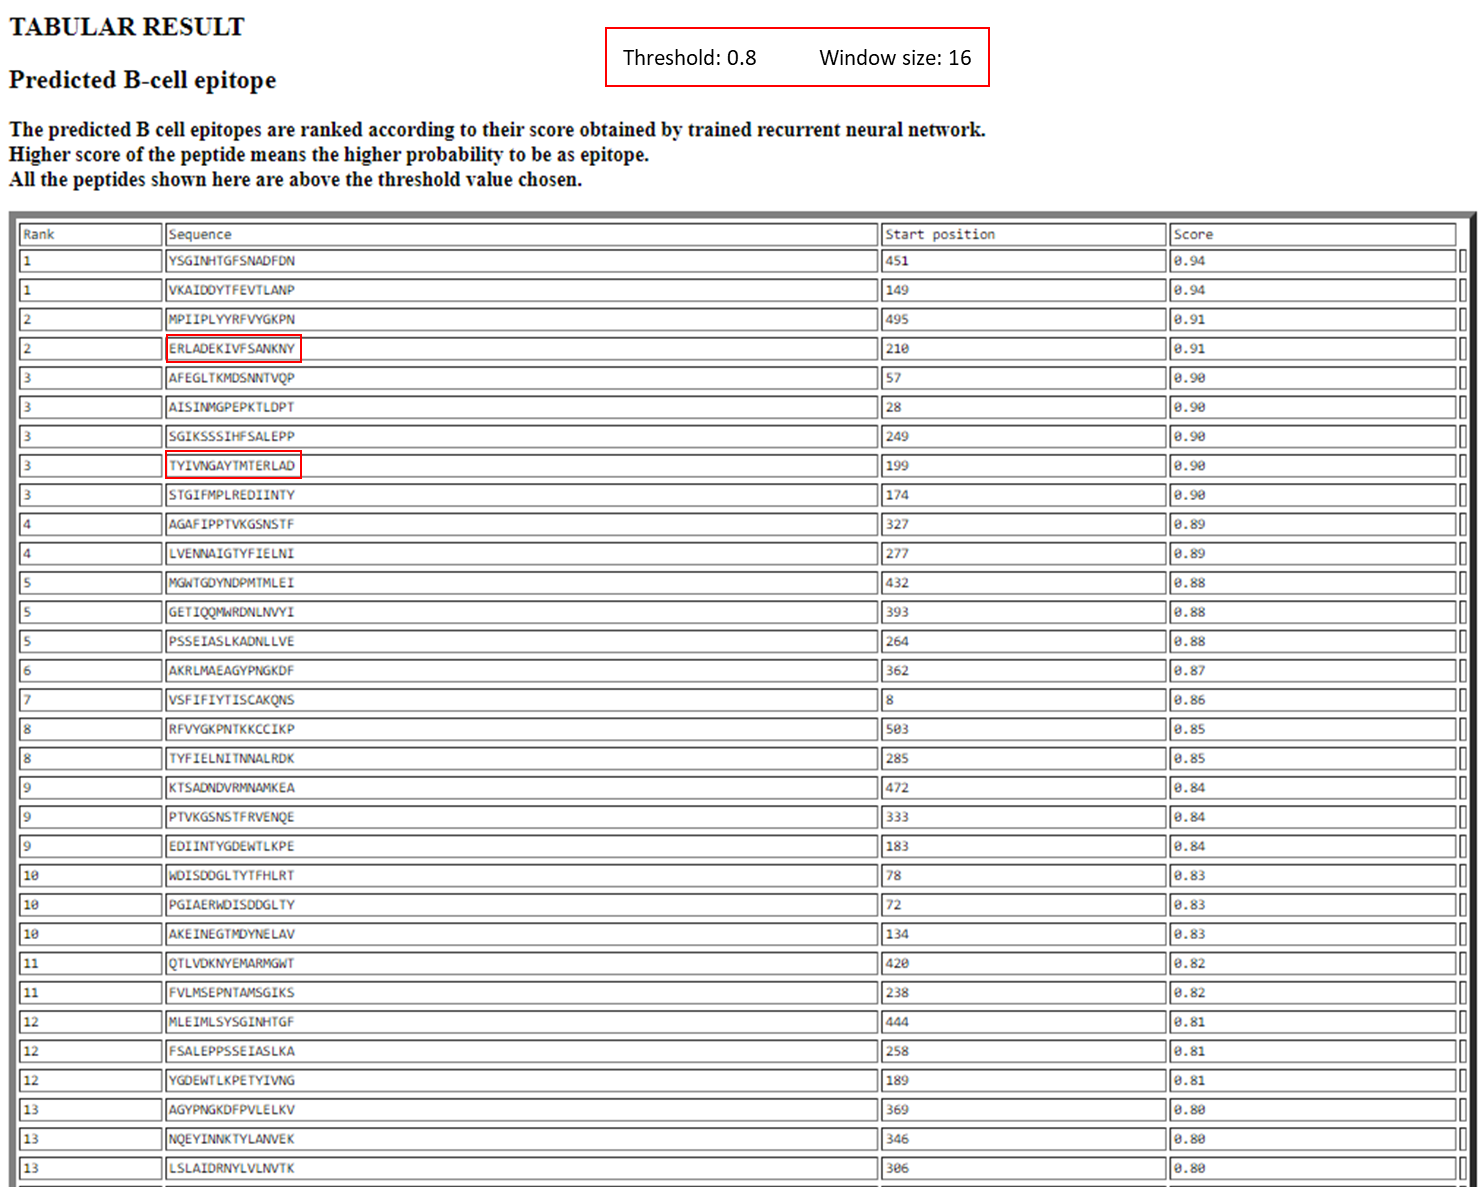 TABULAR RESULT
Threshold: 0.8 Window size: 16
Predicted B-cell epitope
The predicted B cell epitopes are ranked according to their score obtained by trained recurrent neural network.
Higher score of the peptide means the higher probability to be as epitope.
All the peptides shown here are above the threshold value chosen.
Rank Sequence Start position Score
1 YSGINHTGFSNADFDN 451 0.94
1 VKAIDDYTFEVTLANP 149 0.94
2 MPIIPLYYRFVYGKPN 495 0.91
2 ERLADEKIVFSANKNY 210 0.91
3 AFEGLTKMDSNNTVQP 57 0.90
3 AISINMGPEPKTLDPT 28 0.90
3 SGIKSSSIHFSALEPP 249 0.90
3 TYIVNGAYTMTERLAD 199 0.90
3 STGIFMPLREDIINTY 174 0.90
4 AGAFIPPTVKGSNSTF 327 0.89
4 LVENNAIGTYFIELNI 277 0.89
5 MGWTGDYNDPMTMLEI 432 0.88
5 GETIQQMWRDNLNVYI 393 0.88
5 PSSEIASLKADNLLVE 264 0.88
6 AKRLMAEAGYPNGKDF 362 0.87
7 VSFIFIYTISCAKQNS 8 0.86
8 RFVYGKPNTKKCCIKP 503 0.85
8 TYFIELNITNNALRDK 285 0.85
9 KTSADNDVRMNAMKEA 472 0.84
9 PTVKGSNSTFRVENQE 333 0.84
9 EDIINTYGDEWTLKPE 183 0.84
10 WDISDDGLTYTFHLRT 78 0.83
10 PGIAERWDISDDGLTY 72 0.83
10 AKEINEGTMDYNELAV 134 0.83
11 QTLVDKNYEMARMGWT 420 0.82
11 FVLMSEPNTAMSGIKS 238 0.82
12 MLEIMLSYSGINHTGF 444 0.81
12 FSALEPPSSEIASLKA 258 0.81
12 YGDEWTLKPETYIVNG 189 0.81
13 AGYPNGKDFPVLELKV 369 0.80
13 NQEYINNKTYLANVEK 346 0.80
13 LSLAIDRNYLVLNVTK 306 0.80